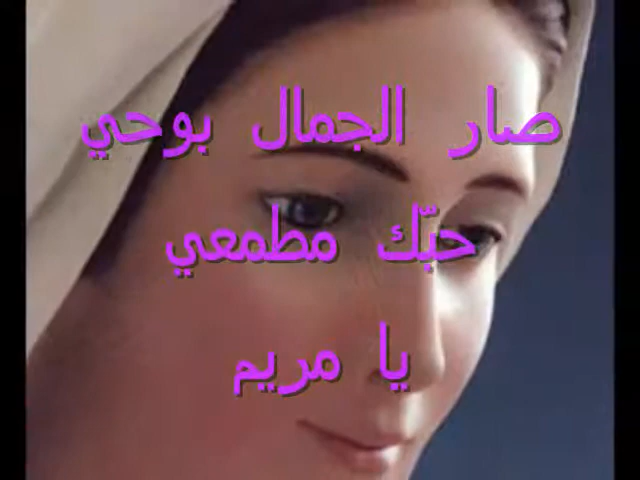 صار الجمال بوحي
حبّك مطمعي
يا مريم